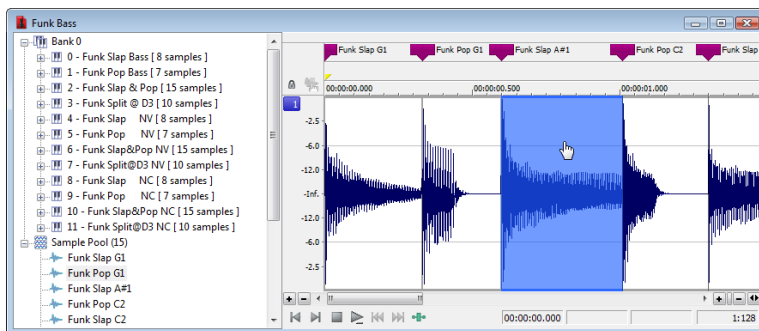 Funk Bass
Bank 0
0 - Funk Slap Bass [ 8 samples ]
1 - Funk Pop Bass [ 7 samples ]
2 - Funk Slap & Pop [ 15 samples ]
3 - Funk Split @ D3 [ 10 samples ]
4 - Funk Slap NV [ 8 samples ]
5 - Funk Pop NV [ 7 samples ]
6 - Funk Slap&Pop NV [ 15 samples ]
7 - Funk Split@D3 NV [ 10 samples ]
8 - Funk Slap NC [ 8 samples ]
9 - Funk Pop NC [ 7 samples ]
10 - Funk Slap&Pop NC [ 15 samples ]
11 - Funk Split@D3 NC [ 10 samples ]
Sample Pool (15)
Funk Slap G1
Funk Pop G1
Funk Slap A#1
Funk Pop C2
Funk Slap C2
Funk Slap G1 Funk Pop G1 Funk Slap A#1 Funk Pop C2 Funk Slap
00:00:00.000 00:00:00.500 00:00:01.000
1
-2.5
-6.0
-12.0
-Inf.
-12.0
-6.0
-2.5
00:00:00.000 1:128